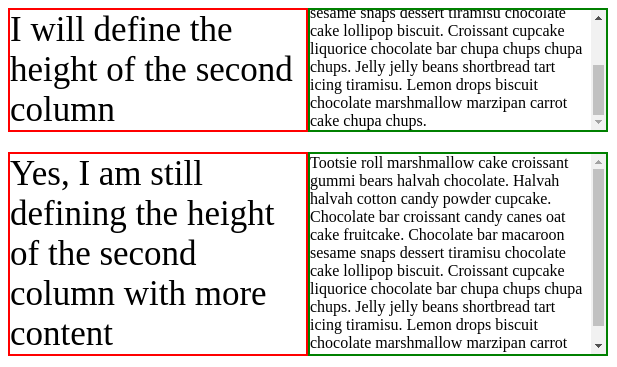 I will define the
height of the second
column
sesame snaps dessert tiramisu chocolate
cake lollipop biscuit. Croissant cupcake
liquorice chocolate bar chupa chups chupa
chups. Jelly jelly beans shortbread tart
icing tiramisu. Lemon drops biscuit
chocolate marshmallow marzipan carrot
cake chupa chups.
Yes, I am still
defining the height
of the second
column with more
content
Tootsie roll marshmallow cake croissant
gummi bears halvah chocolate. Halvah
halvah cotton candy powder cupcake.
Chocolate bar croissant candy canes oat
cake fruitcake. Chocolate bar macaroon
sesame snaps dessert tiramisu chocolate
cake lollipop biscuit. Croissant cupcake
liquorice chocolate bar chupa chups chupa
chups. Jelly jelly beans shortbread tart
icing tiramisu. Lemon drops biscuit
chocolate marshmallow marzipan carrot